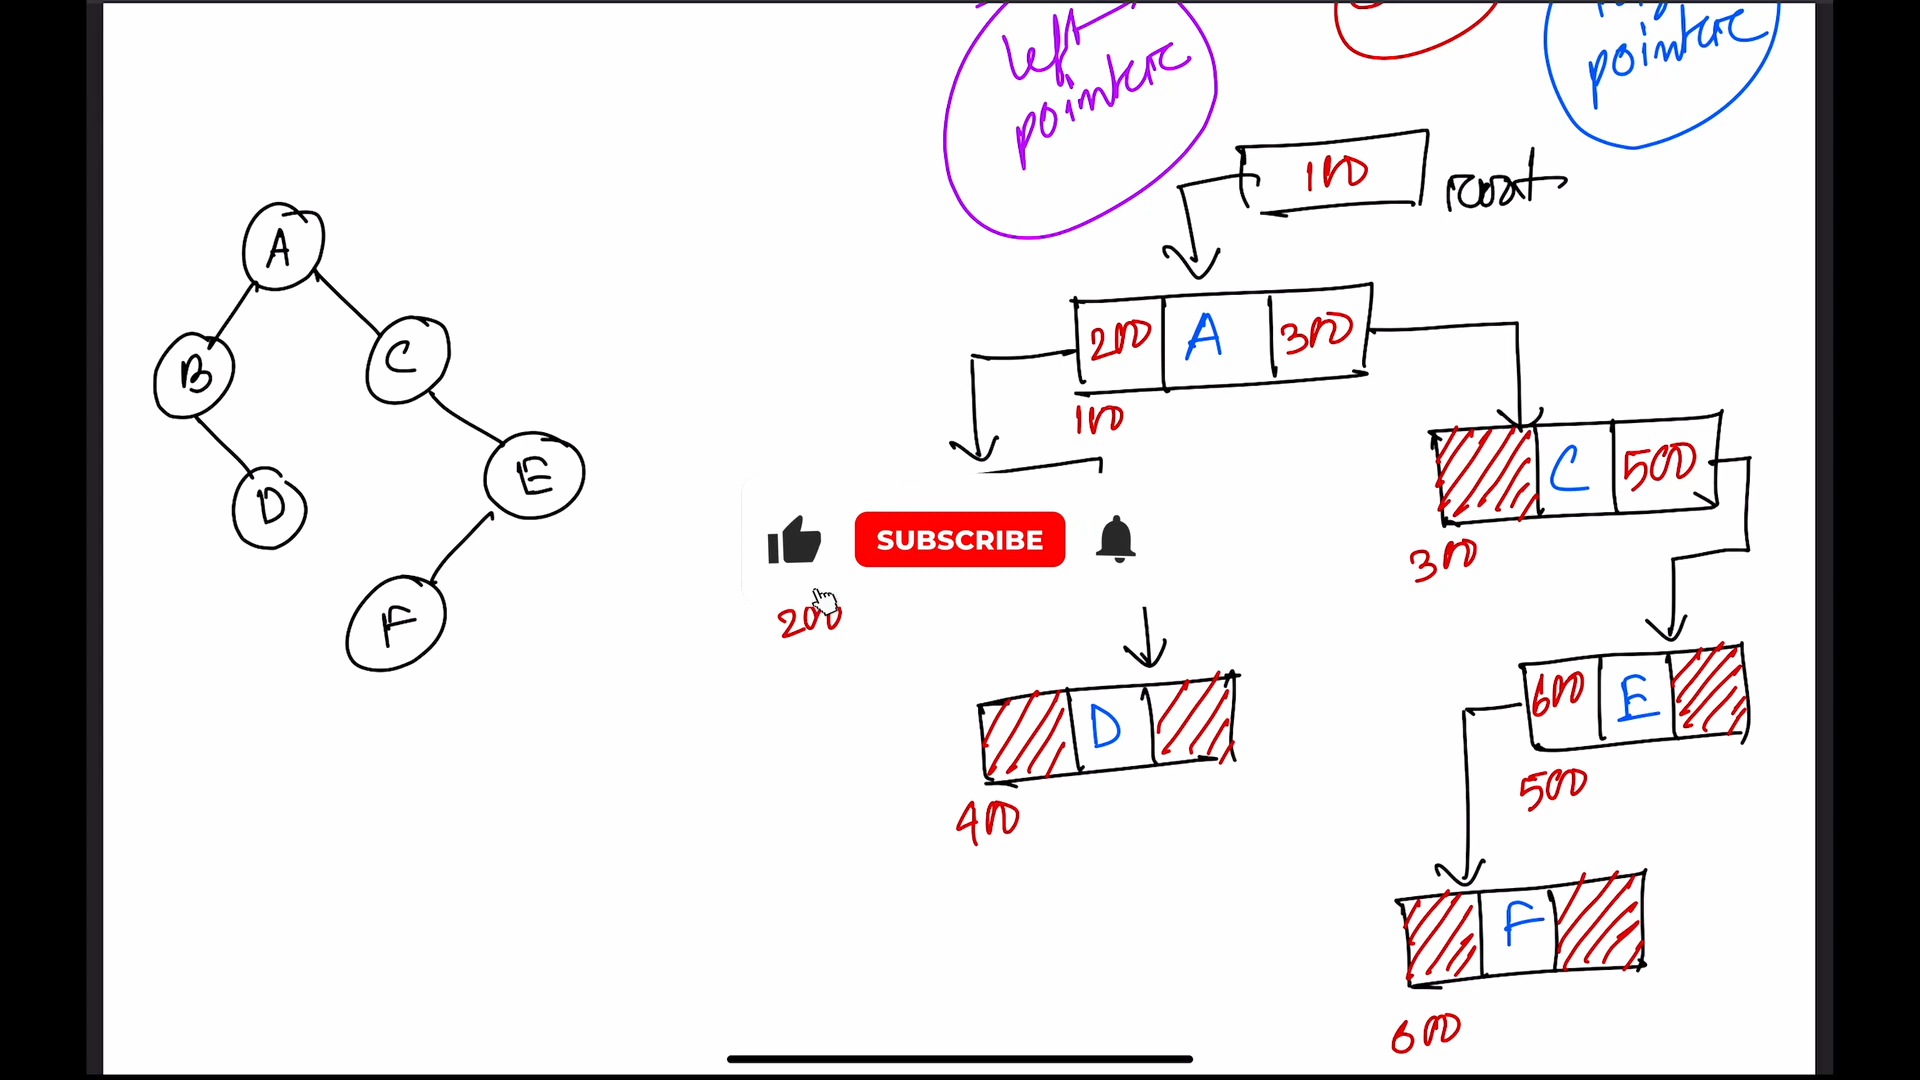 left
pointer
pointer
100
root
A
B
C
D
E
F
200 A 300
100
C 500
300
SUBSCRIBE
200
D
400
600 E
500
F
600